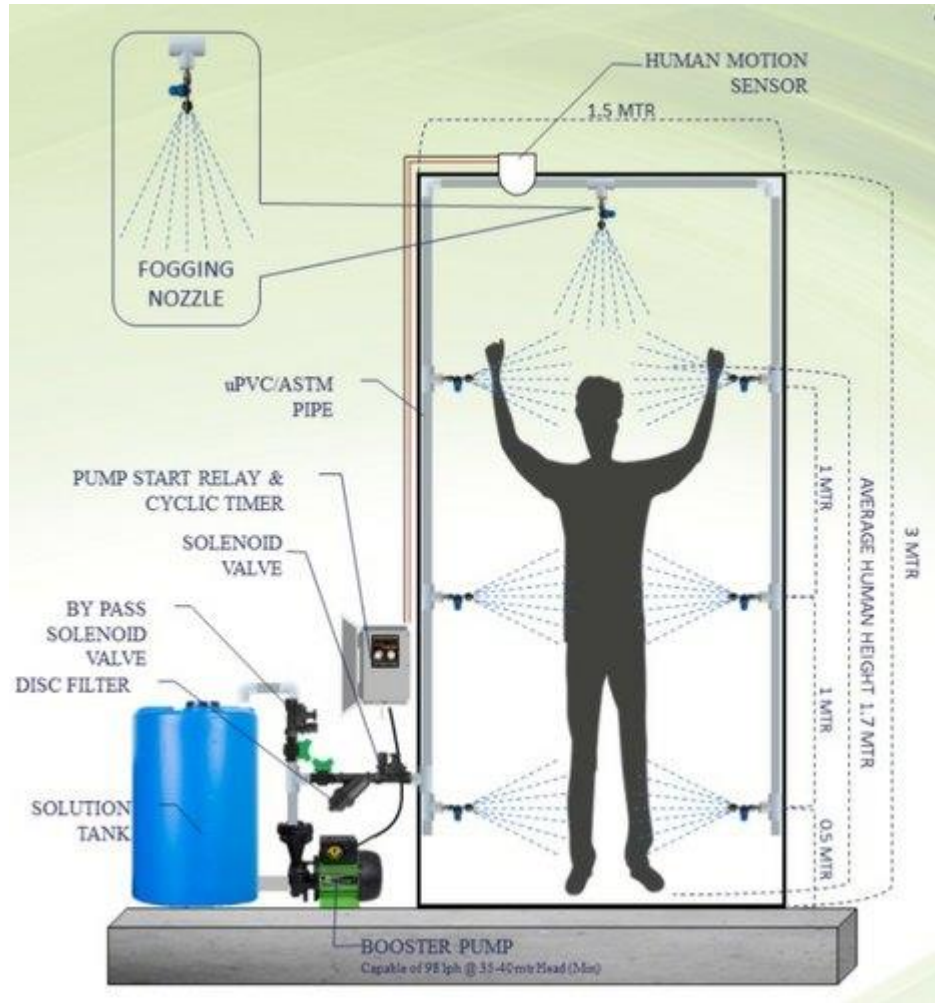 HUMAN MOTION
SENSOR
1.5 MTR
FOGGING
NOZZLE
uPVC/ASTM
PIPE
PUMP START RELAY &
CYCLIC TIMER
SOLENOID
VALVE
BY PASS
SOLENOID
VALVE
DISC FILTER
SOLUTION
TANK
1 MTR
AVERAGE HUMAN HEIGHT 1.7 MTR
3 MTR
1 MTR
0.5 MTR
BOOSTER PUMP
Capable of 98 lph @ 35-40 mtr Head (Min)